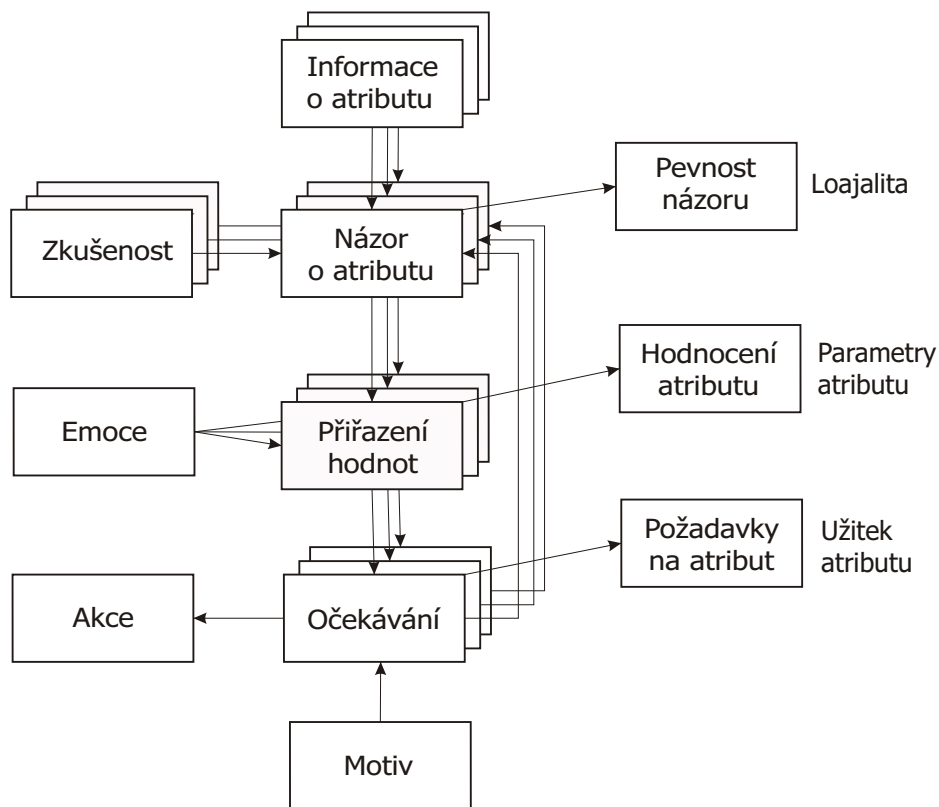 Informace
o atributu
Pevnost
názoru
Loajalita
Zkušenost
Názor
o atributu
Hodnocení
atributu
Parametry
atributu
Emoce
Přiřazení
hodnot
Požadavky
na atribut
Užitek
atributu
Akce
Očekávání
Motiv